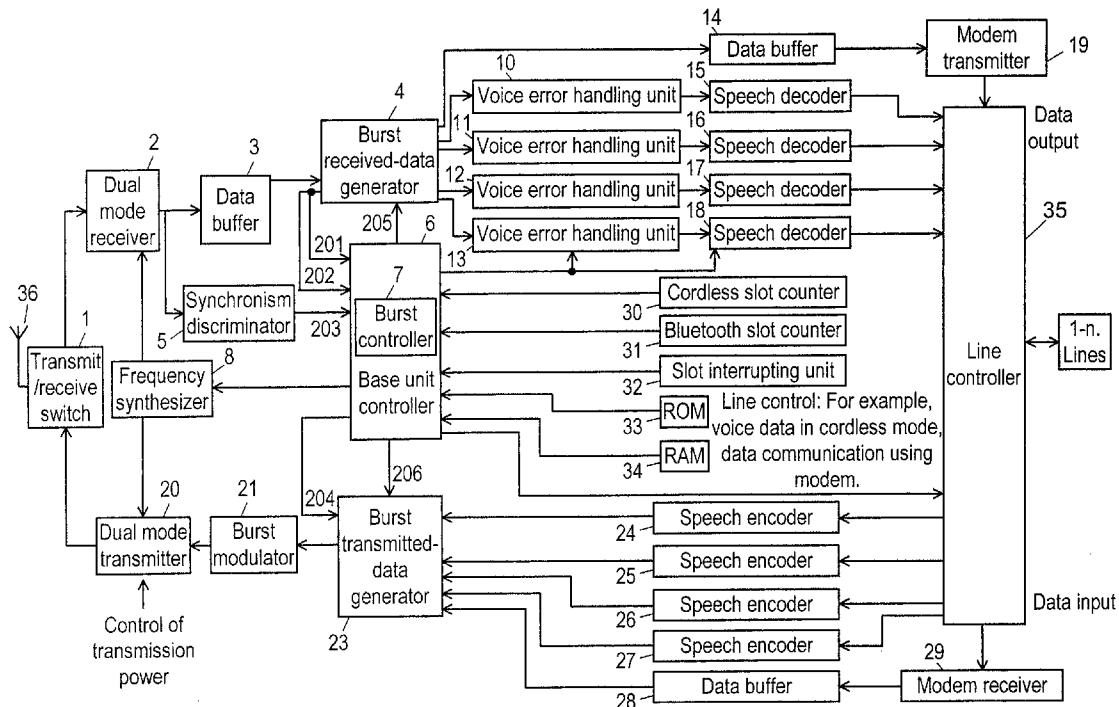 14
Data buffer
Modem
transmitter
19
10
Voice error handling unit
15
Speech decoder
4
Burst
received-data
generator
11
Voice error handling unit
16
Speech decoder
Data
output
2
Dual
mode
receiver
3
Data
buffer
12
Voice error handling unit
17
Speech decoder
205
6
13
Voice error handling unit
18
Speech decoder
35
201
202
7
Burst
controller
Base unit
controller
36
Synchronism
discriminator
5
203
Cordless slot counter
30
Bluetooth slot counter
31
1
Transmit
/receive
switch
8
Frequency
synthesizer
Slot interrupting unit
32
Line
controller
1-n.
Lines
ROM
33
RAM
34
Line control: For example,
voice data in cordless mode,
data communication using
modem.
206
204
20
Dual mode
transmitter
21
Burst
modulator
Burst
transmitted-
data
generator
23
Speech encoder
24
Speech encoder
25
Speech encoder
26
Data input
Speech encoder
27
Control of
transmission
power
Data buffer
28
29
Modem receiver